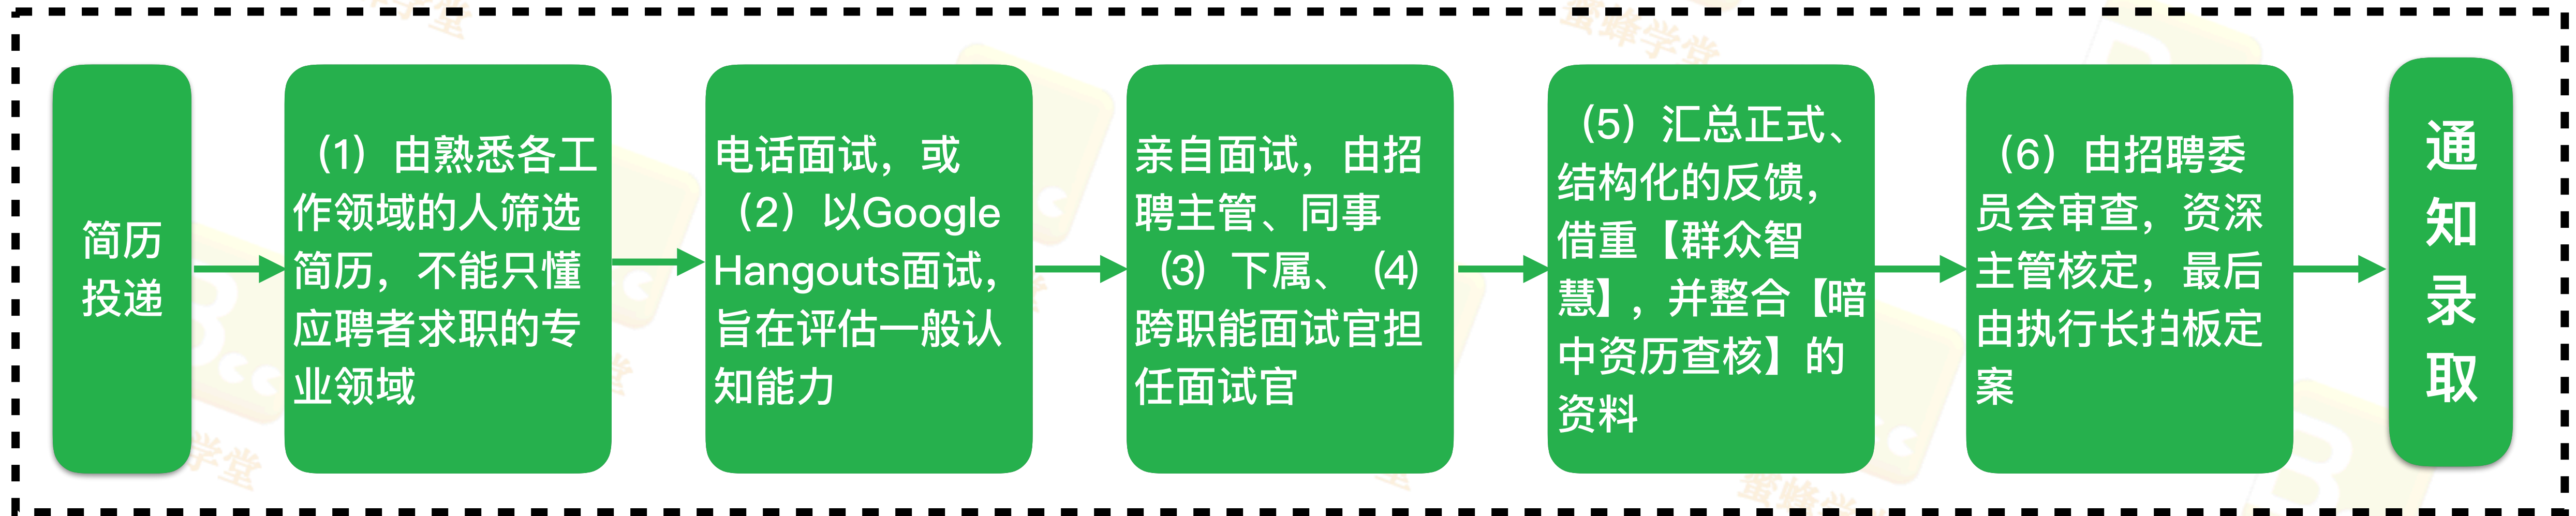 简历
投递
（1）由熟悉各工
作领域的人筛选
简历，不能只懂
应聘者求职的专
业领域
电话面试，或
（2）以Google
Hangouts面试，
旨在评估一般认
知能力
亲自面试，由招
聘主管、同事
（3）下属、（4）
跨职能面试官担
任面试官
（5）汇总正式、
结构化的反馈，
借重【群众智
慧】，并整合【暗
中资历查核】的
资料
（6）由招聘委
员会审查，资深
主管核定，最后
由执行长挡板定
案
通
知
录
取
蜜蜂学堂
学堂